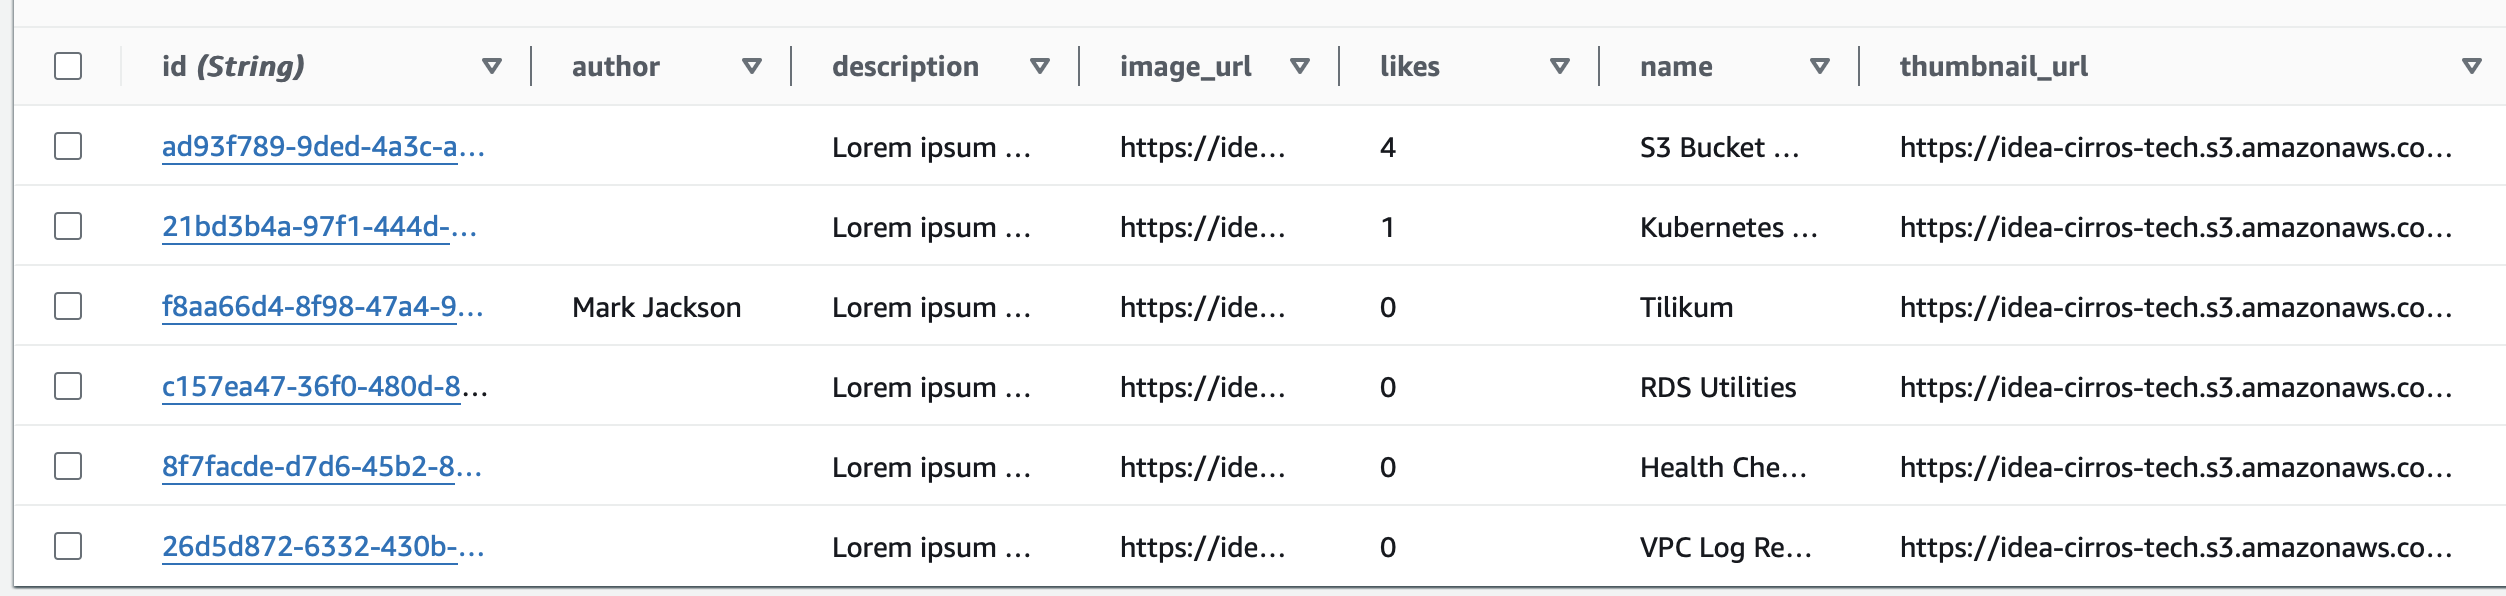 id (String) author description image_url likes name thumbnail_url
ad93f789-9ded-4a3c-a... Lorem ipsum ... https://ide... 4 S3 Bucket ... https://idea-cirros-tech.s3.amazonaws.co...
21bd3b4a-97f1-444d-... Lorem ipsum ... https://ide... 1 Kubernetes ... https://idea-cirros-tech.s3.amazonaws.co...
f8aa66d4-8f98-47a4-9... Mark Jackson Lorem ipsum ... https://ide... 0 Tilikum https://idea-cirros-tech.s3.amazonaws.co...
c157ea47-36f0-480d-8... Lorem ipsum ... https://ide... 0 RDS Utilities https://idea-cirros-tech.s3.amazonaws.co...
8f7facde-d7d6-45b2-8... Lorem ipsum ... https://ide... 0 Health Che... https://idea-cirros-tech.s3.amazonaws.co...
26d5d872-6332-430b-... Lorem ipsum ... https://ide... 0 VPC Log Re... https://idea-cirros-tech.s3.amazonaws.co...